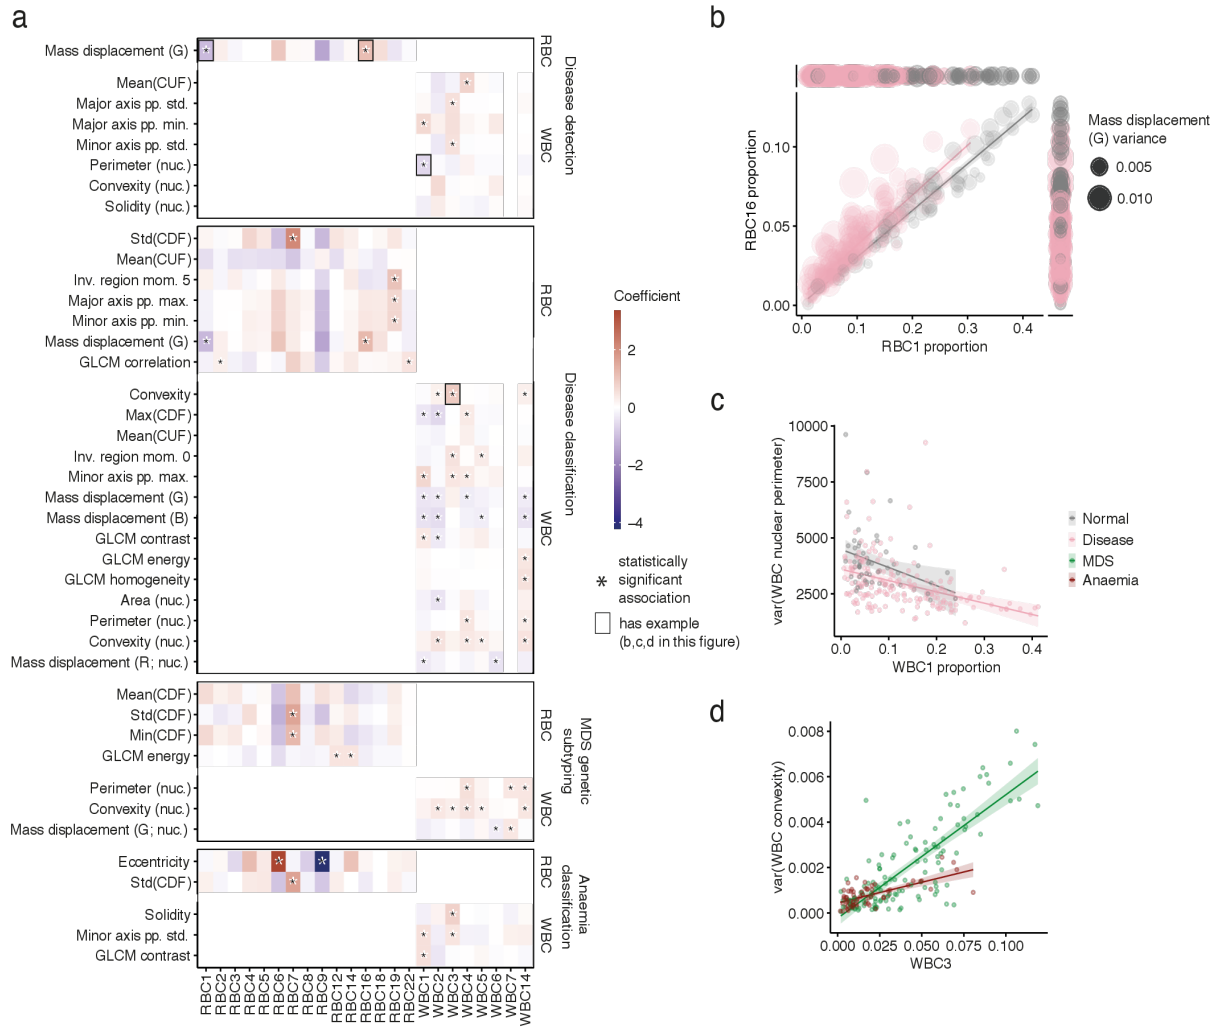 a
Mass displacement (G)
RBC
Mean(CUF)
Major axis pp. std.
Major axis pp. min.
Minor axis pp. std.
Perimeter (nuc.)
Convexity (nuc.)
Solidity (nuc.)
WBC
Disease detection
Std(CDF)
Mean(CUF)
Inv. region mom. 5
Major axis pp. max.
Minor axis pp. min.
Mass displacement (G)
GLCM correlation
RBC
Convexity
Max(CDF)
Mean(CUF)
Inv. region mom. 0
Minor axis pp. max.
Mass displacement (G)
Mass displacement (B)
GLCM contrast
GLCM energy
GLCM homogeneity
Area (nuc.)
Perimeter (nuc.)
Convexity (nuc.)
Mass displacement (R; nuc.)
WBC
Disease classification
Mean(CDF)
Std(CDF)
Min(CDF)
GLCM energy
RBC
Perimeter (nuc.)
Convexity (nuc.)
Mass displacement (G; nuc.)
WBC
MDS genetic
subtyping
Eccentricity
Std(CDF)
RBC
Solidity
Minor axis pp. std.
GLCM contrast
WBC
Anaemia
classification
RBC1
RBC2
RBC3
RBC4
RBC5
RBC6
RBC7
RBC8
RBC9
RBC12
RBC14
RBC16
RBC18
RBC19
RBC22
WBC1
WBC2
WBC3
WBC4
WBC5
WBC6
WBC7
WBC14
Coefficient
2
0
−2
−4
* statistically
significant
association
has example
(b,c,d in this figure)
b
RBC16 proportion
0.10
0.05
0.00
0.0 0.1 0.2 0.3 0.4
RBC1 proportion
Mass displacement
(G) variance
0.005
0.010
c
var(WBC nuclear perimeter)
10000
7500
5000
2500
0.0 0.1 0.2 0.3 0.4
WBC1 proportion
Normal
Disease
MDS
Anaemia
d
var(WBC convexity)
0.008
0.006
0.004
0.002
0.000
0.000 0.025 0.050 0.075 0.100
WBC3